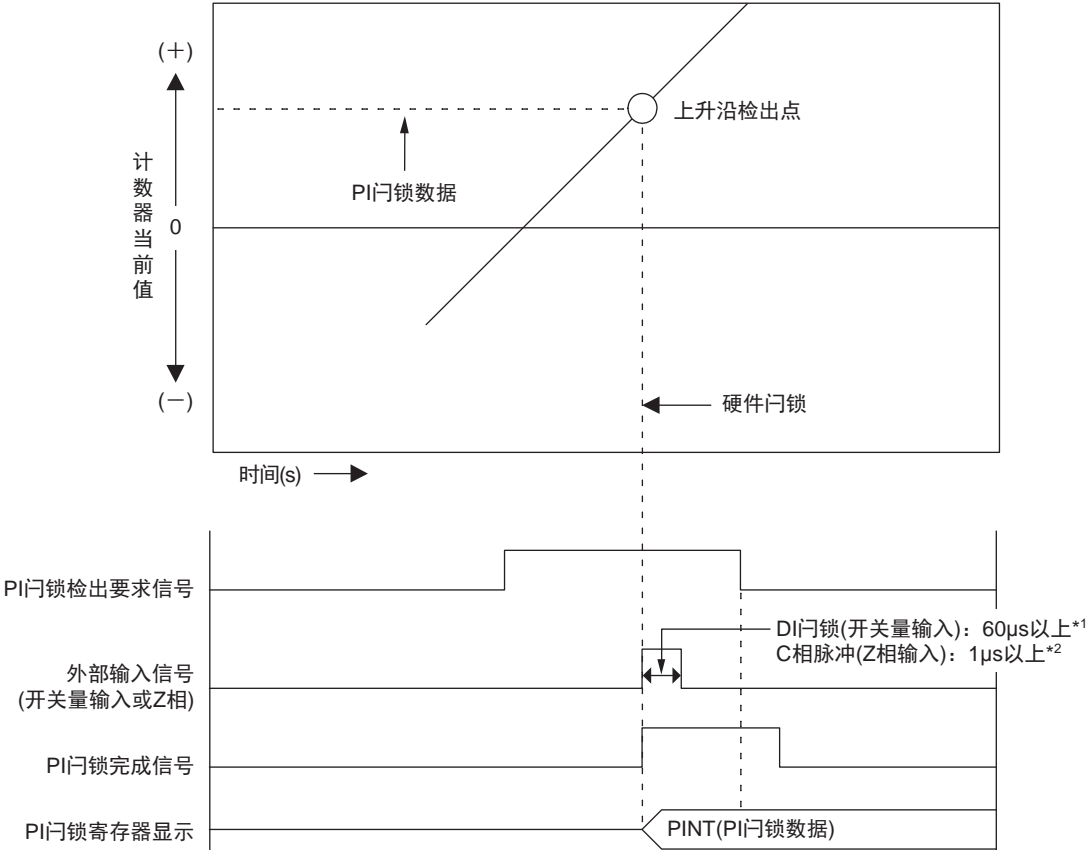 (＋)
计数器当前值
0
(－)
上升沿检出点
PI闩锁数据
硬件闩锁
时间(s)
PI闩锁检出要求信号
DI闩锁(开关量输入)：60μs以上*1
C相脉冲(Z相输入)：1μs以上*2
外部输入信号
(开关量输入或Z相)
PI闩锁完成信号
PI闩锁寄存器显示
PINT(PI闩锁数据)